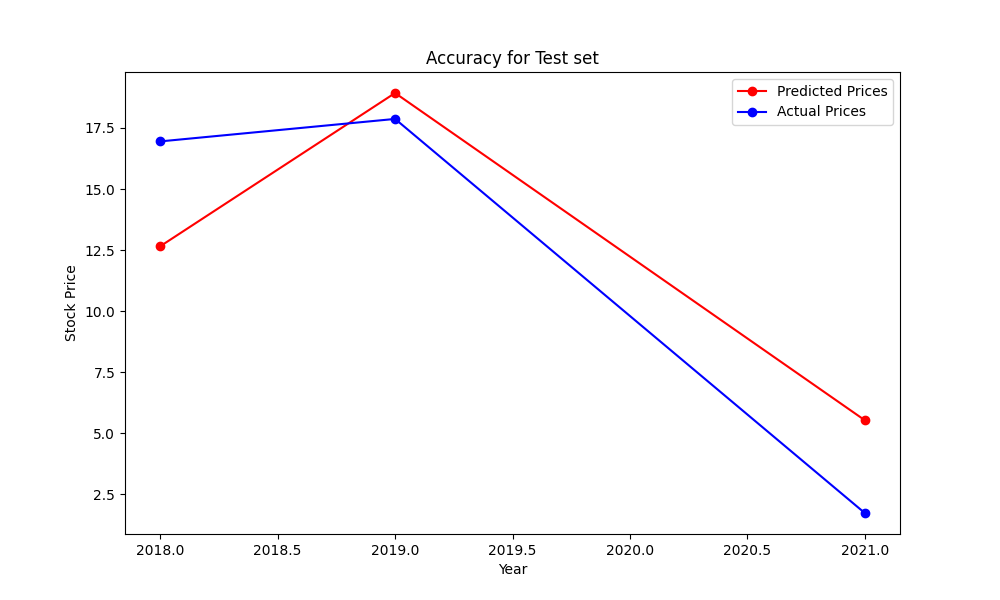 Accuracy for Test set
Predicted Prices
Actual Prices
17.5
15.0
12.5
10.0
7.5
5.0
2.5
Stock Price
2018.0 2018.5 2019.0 2019.5 2020.0 2020.5 2021.0
Year